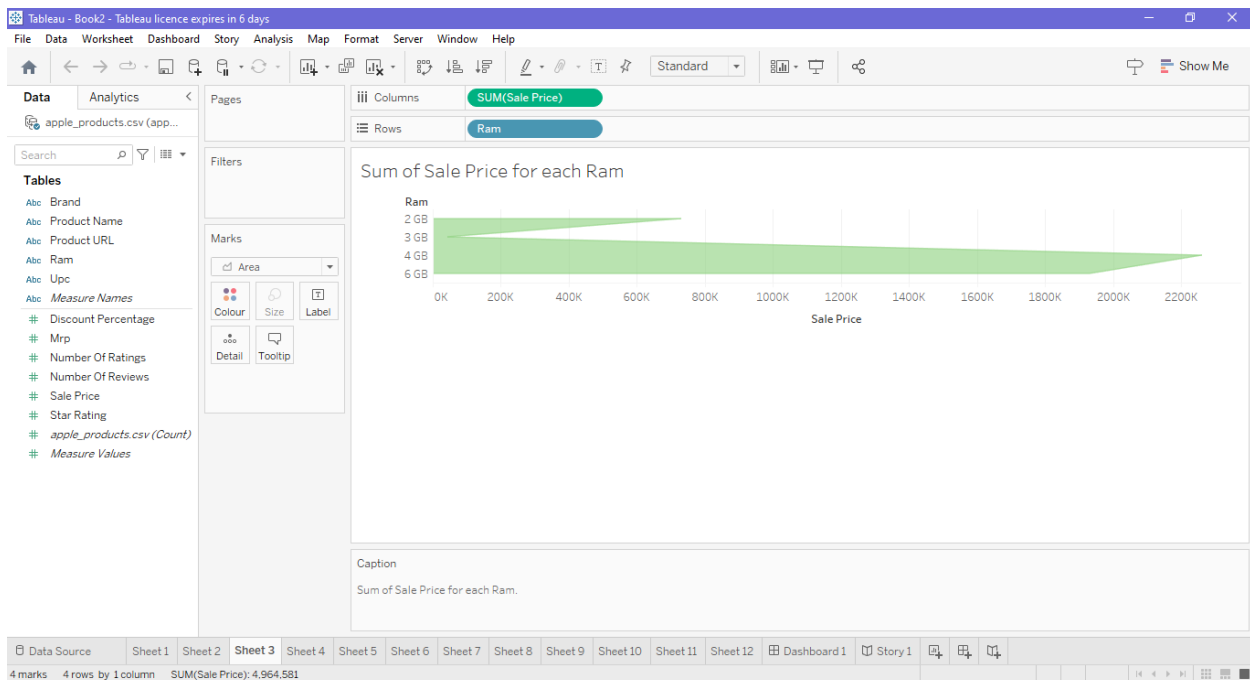 Tableau - Book2 - Tableau licence expires in 6 days
File Data Worksheet Dashboard Story Analysis Map Format Server Window Help
Standard
Show Me
Data Analytics
apple_products.csv (app...
Search
Tables
Abc Brand
Abc Product Name
Abc Product URL
Abc Ram
Abc Upc
Abc Measure Names
# Discount Percentage
# Mrp
# Number Of Ratings
# Number Of Reviews
# Sale Price
# Star Rating
# apple_products.csv (Count)
# Measure Values
Pages
Filters
Marks
Area
Colour Size Label
Detail Tooltip
Columns SUM(Sale Price)
Rows Ram
Sum of Sale Price for each Ram
Ram
2 GB
3 GB
4 GB
6 GB
0K 200K 400K 600K 800K 1000K 1200K 1400K 1600K 1800K 2000K 2200K
Sale Price
Caption
Sum of Sale Price for each Ram.
Data Source Sheet 1 Sheet 2 Sheet 3 Sheet 4 Sheet 5 Sheet 6 Sheet 7 Sheet 8 Sheet 9 Sheet 10 Sheet 11 Sheet 12 Dashboard 1 Story 1
4 marks 4 rows by 1 column SUM(Sale Price): 4,964,581